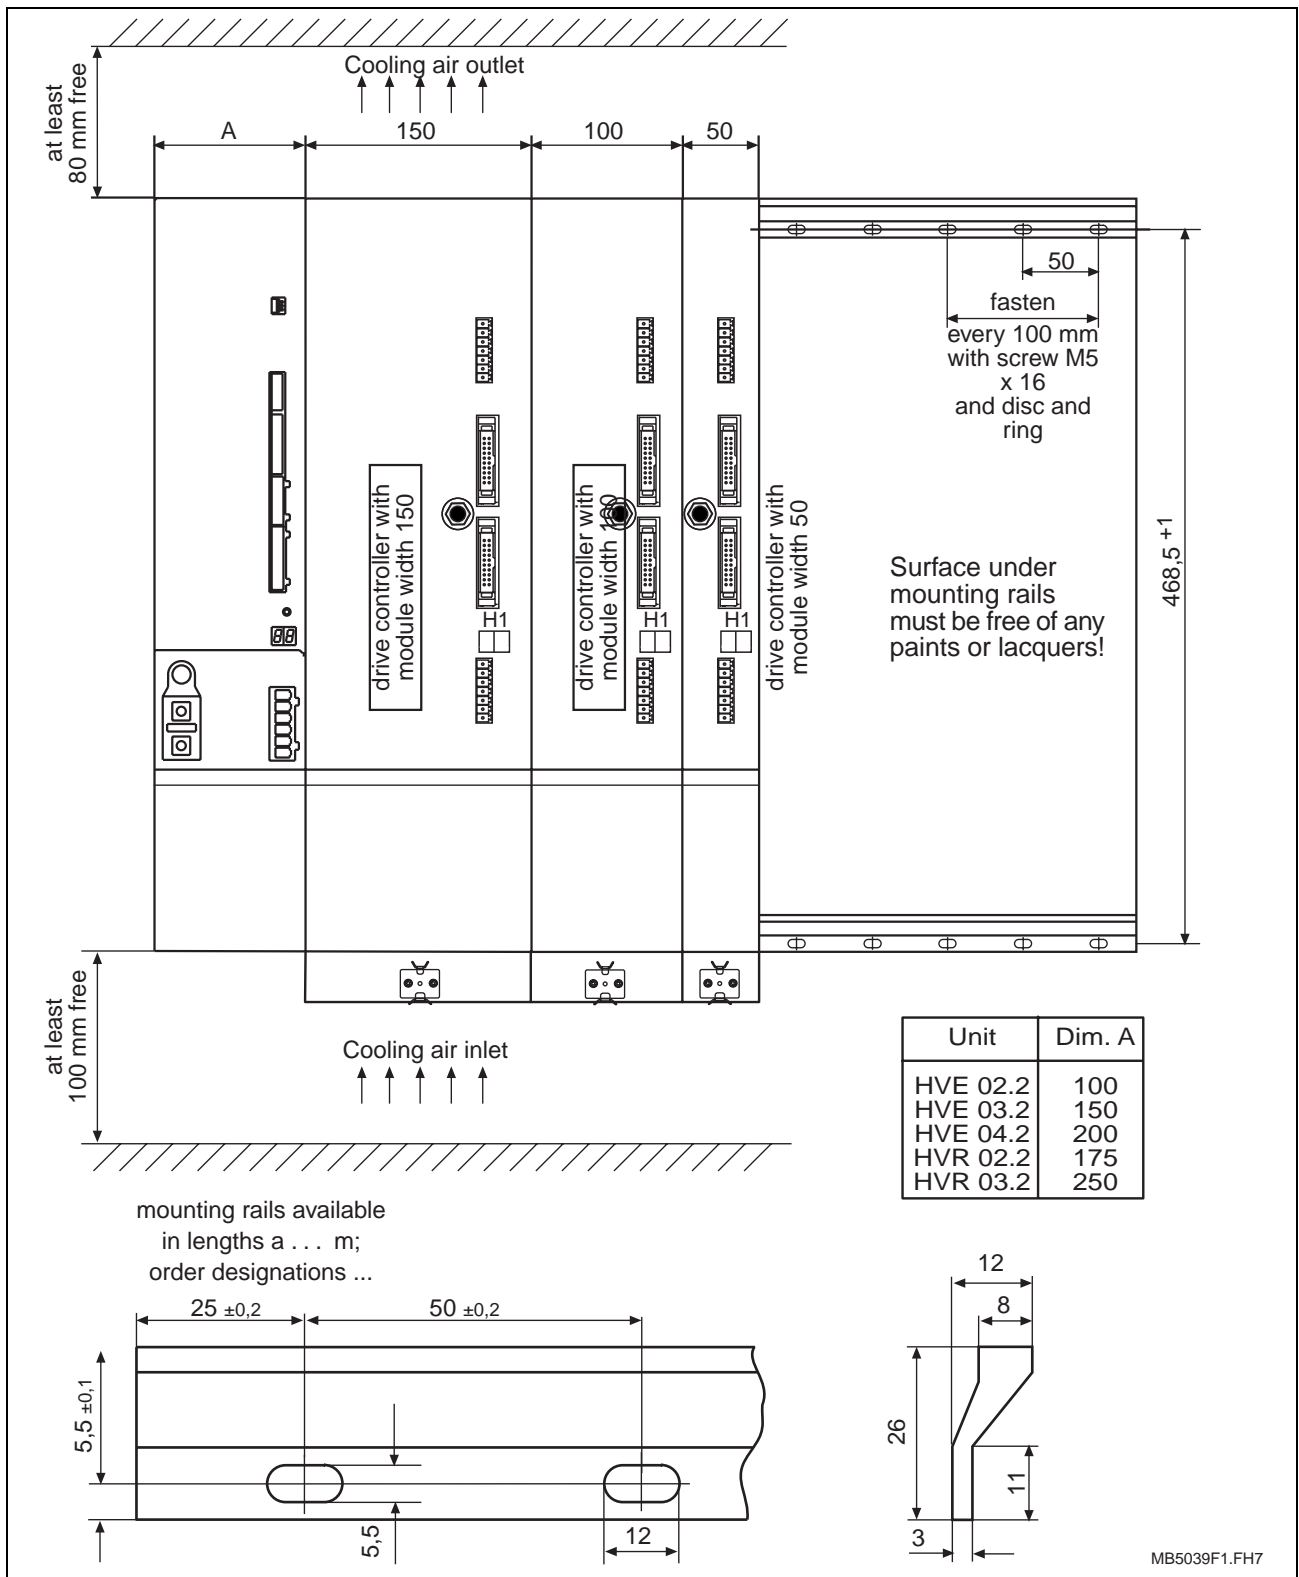 Cooling air outlet
at least
80 mm free
A
150
100
50
50
fasten
every 100 mm
with screw M5
x 16
and disc and
ring
drive controller with
module width 150
drive controller with
module width 100
drive controller with
module width 50
H1
H1
H1
Surface under
mounting rails
must be free of any
paints or lacquers!
468,5 +1
at least
100 mm free
Cooling air inlet
Unit Dim. A
HVE 02.2 100
HVE 03.2 150
HVE 04.2 200
HVR 02.2 175
HVR 03.2 250
mounting rails available
in lengths a . . . m;
order designations ...
25 ±0,2
50 ±0,2
5,5 ±0,1
5,5
12
12
8
26
11
3
MB5039F1.FH7